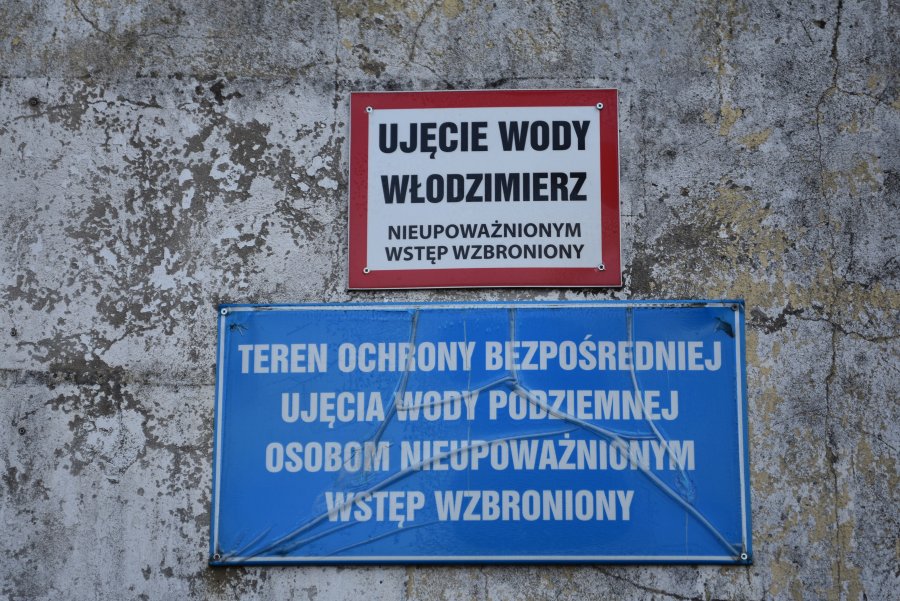 UJĘCIE WODY
WŁODZIMIERZ
NIEUPOWAŻNIONYM
WSTĘP WZBRONIONY
TEREN OCHRONY BEZPOŚREDNIEJ
UJĘCIA WODY PODZIEMNEJ
OSOBOM NIEUPOWAŻNIONYM
WSTĘP WZBRONIONY